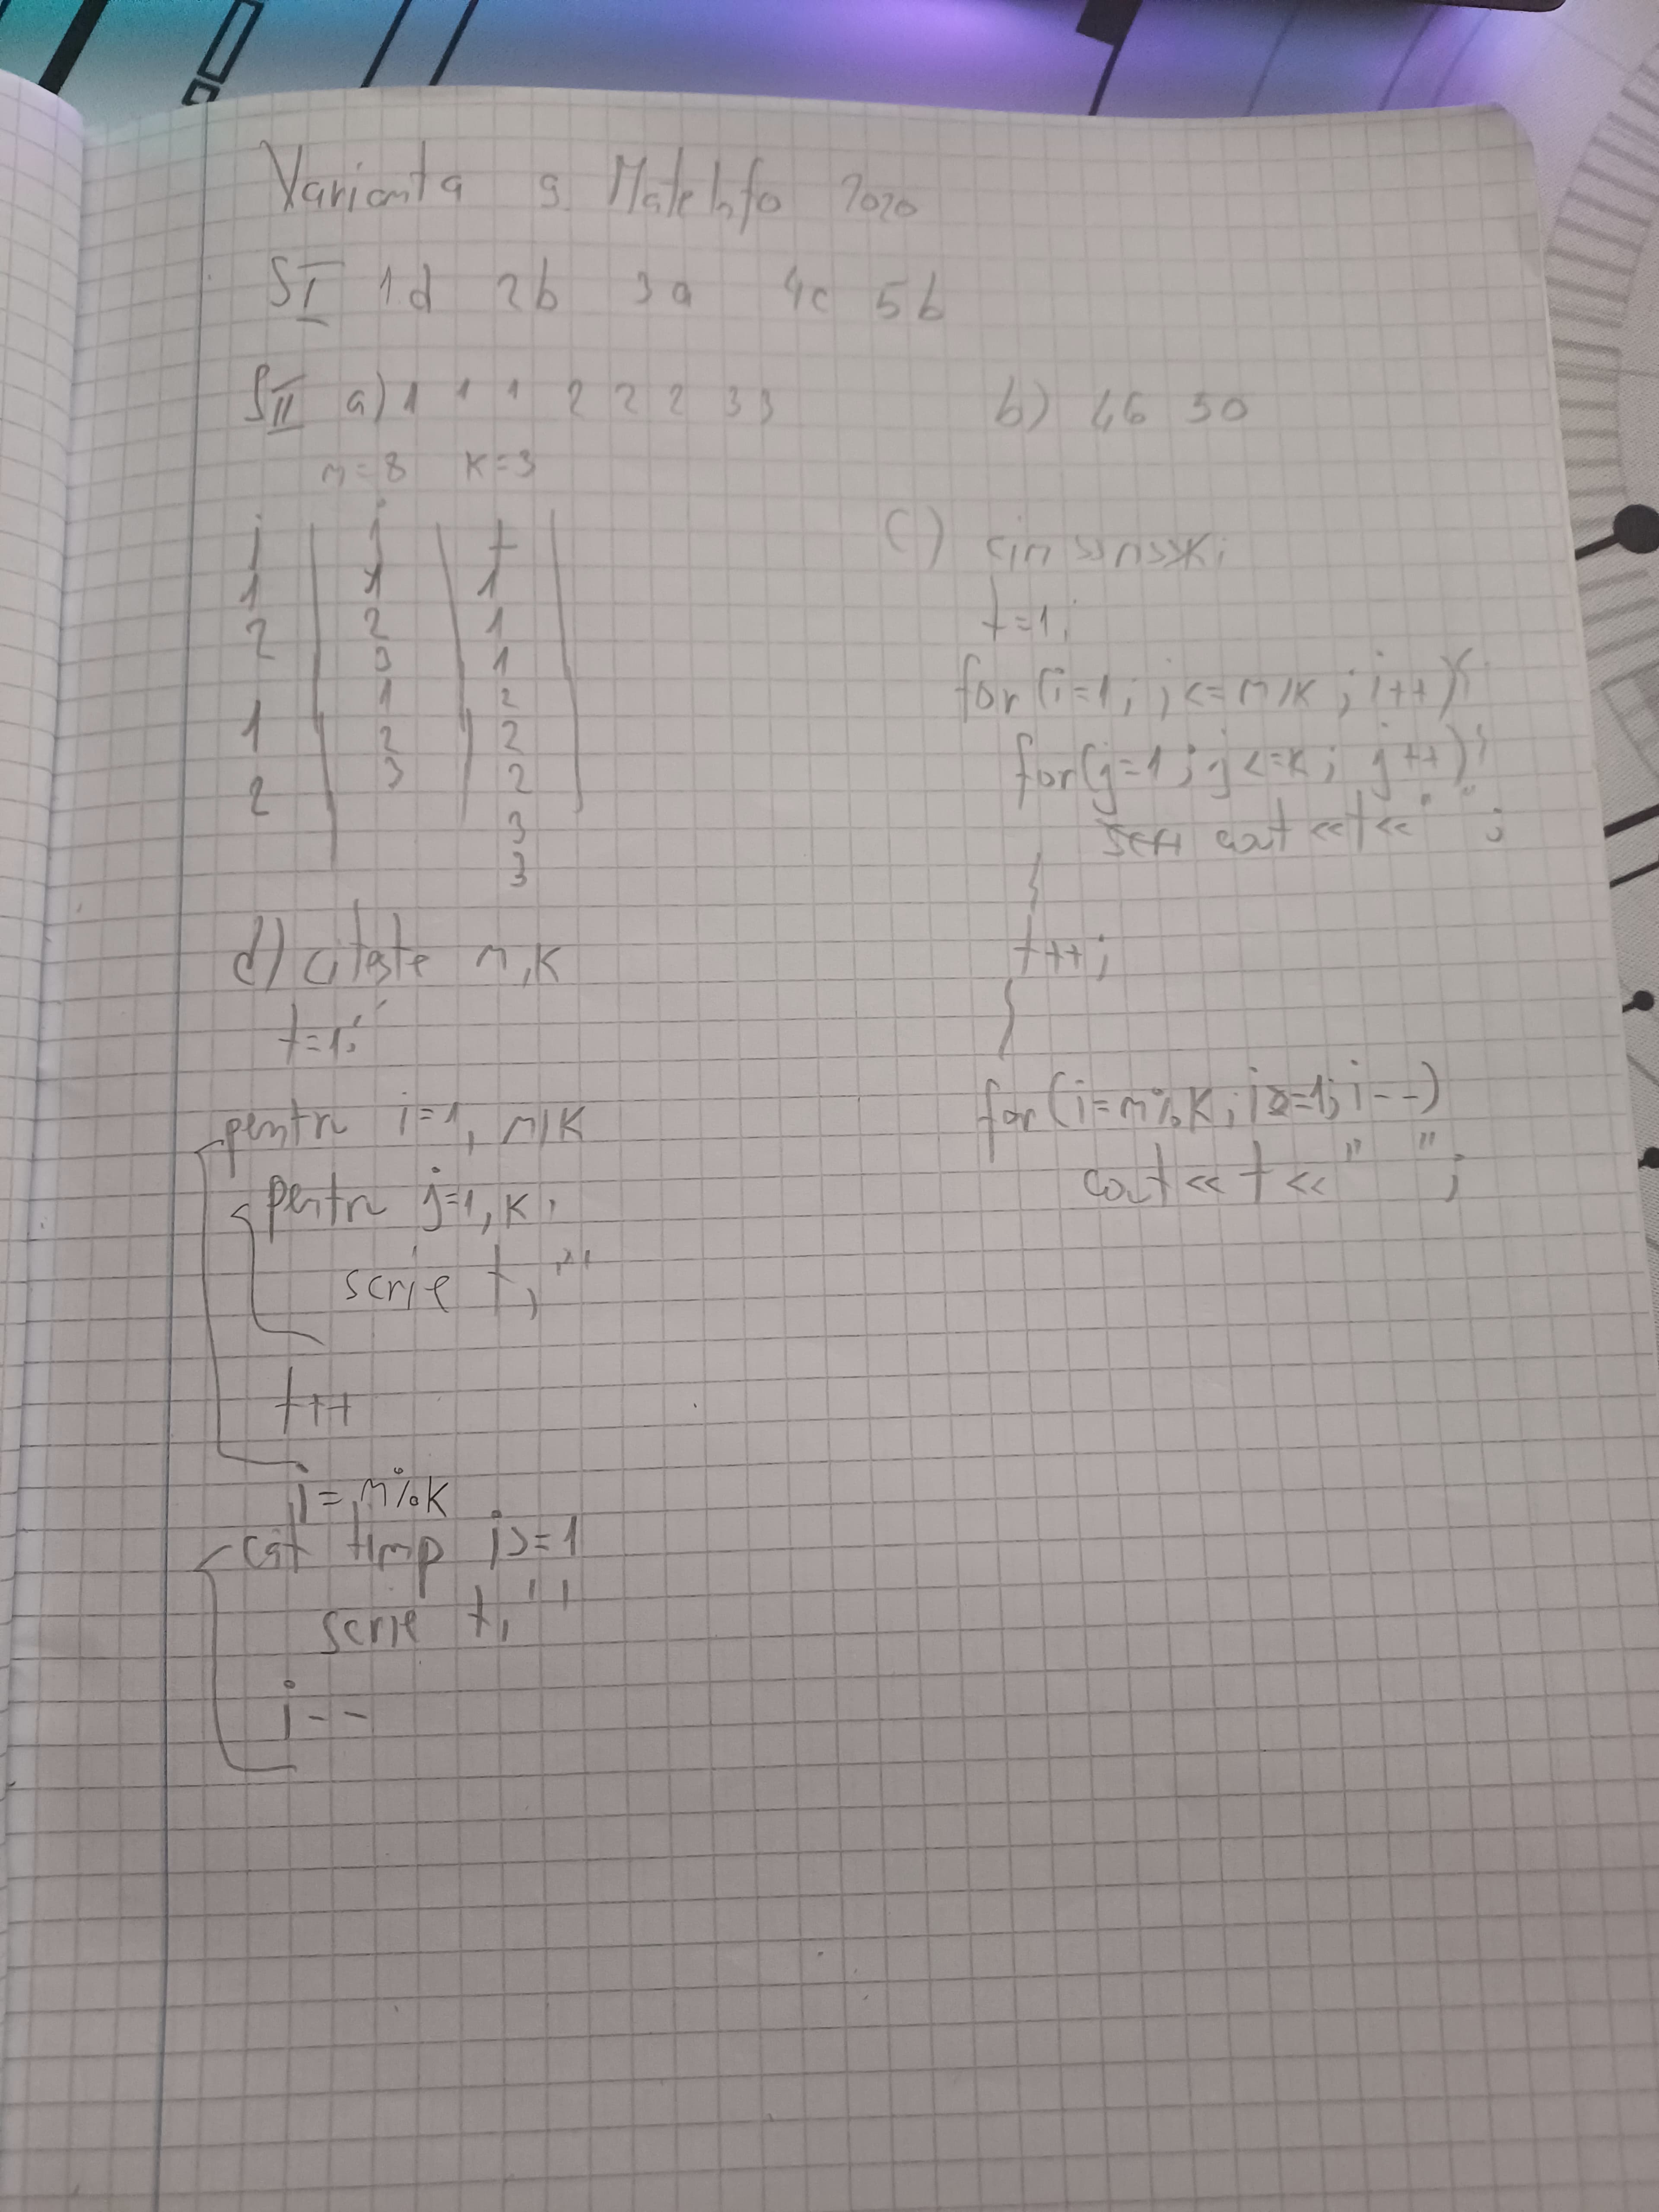 Varianta 9 MateInfo 2020
SI 1d 2b 3a 4c 5b
SII a) 1 1 1 2 2 2 3 3
n=8 k=3
i j t
1 1 1
2 2 1
3 1
1 2
1 2 2
2 3 2
3
3
b) 46 50
c) cin>>n>>k;
t=1;
for(i=1; i<=n/k; i++){
for(j=1; j<=k; j++){
cout<<t<<" ";
}
t++;
}
for(i=n%k; i>=1; i--)
cout<<t<<" ";
d) citeste n,k
t=1;
pentru i=1, n/k
pentru j=1, k
scrie t, ' '
t++
i=n%k
cat timp i>=1
scrie t, ' '
i--